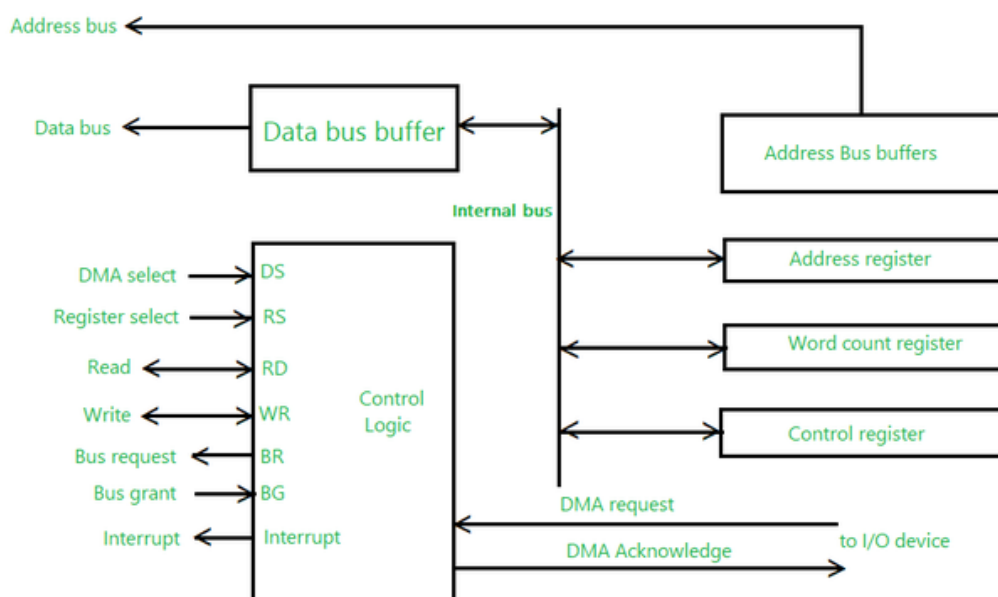 Address bus
Data bus
Data bus buffer
Address Bus buffers
Internal bus
Address register
Word count register
Control register
DMA select
DS
Register select
RS
Read
RD
Write
WR
Bus request
BR
Bus grant
BG
Interrupt
Interrupt
Control
Logic
DMA request
DMA Acknowledge
to I/O device